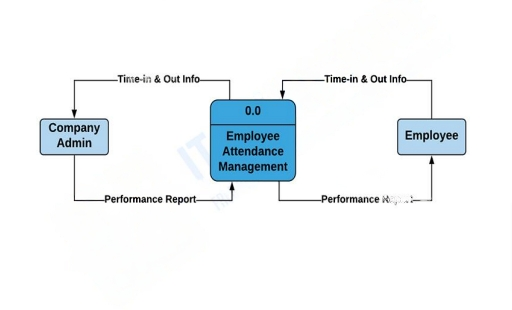 Time-in & Out Info
Time-in & Out Info
0.0
Company
Admin
Employee
Attendance
Management
Employee
Performance Report
Performance